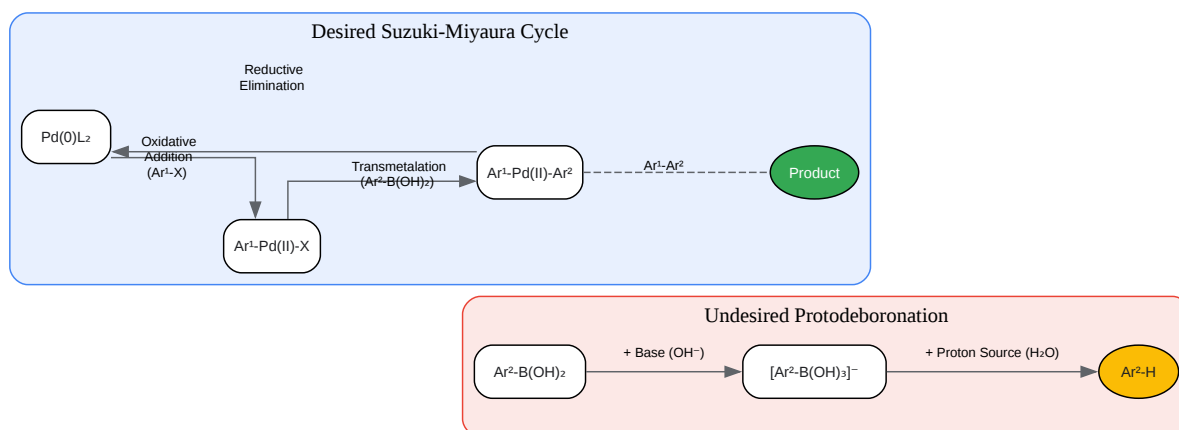 Desired Suzuki-Miyaura Cycle
Reductive
Elimination
Pd(0)L₂
Oxidative
Addition
(Ar¹-X)
Transmetalation
(Ar²-B(OH)₂)
Ar¹-Pd(II)-Ar²
Ar¹-Ar²
Product
Ar¹-Pd(II)-X
Undesired Protodeboronation
Ar²-B(OH)₂
+ Base (OH⁻)
[Ar²-B(OH)₃]⁻
+ Proton Source (H₂O)
Ar²-H